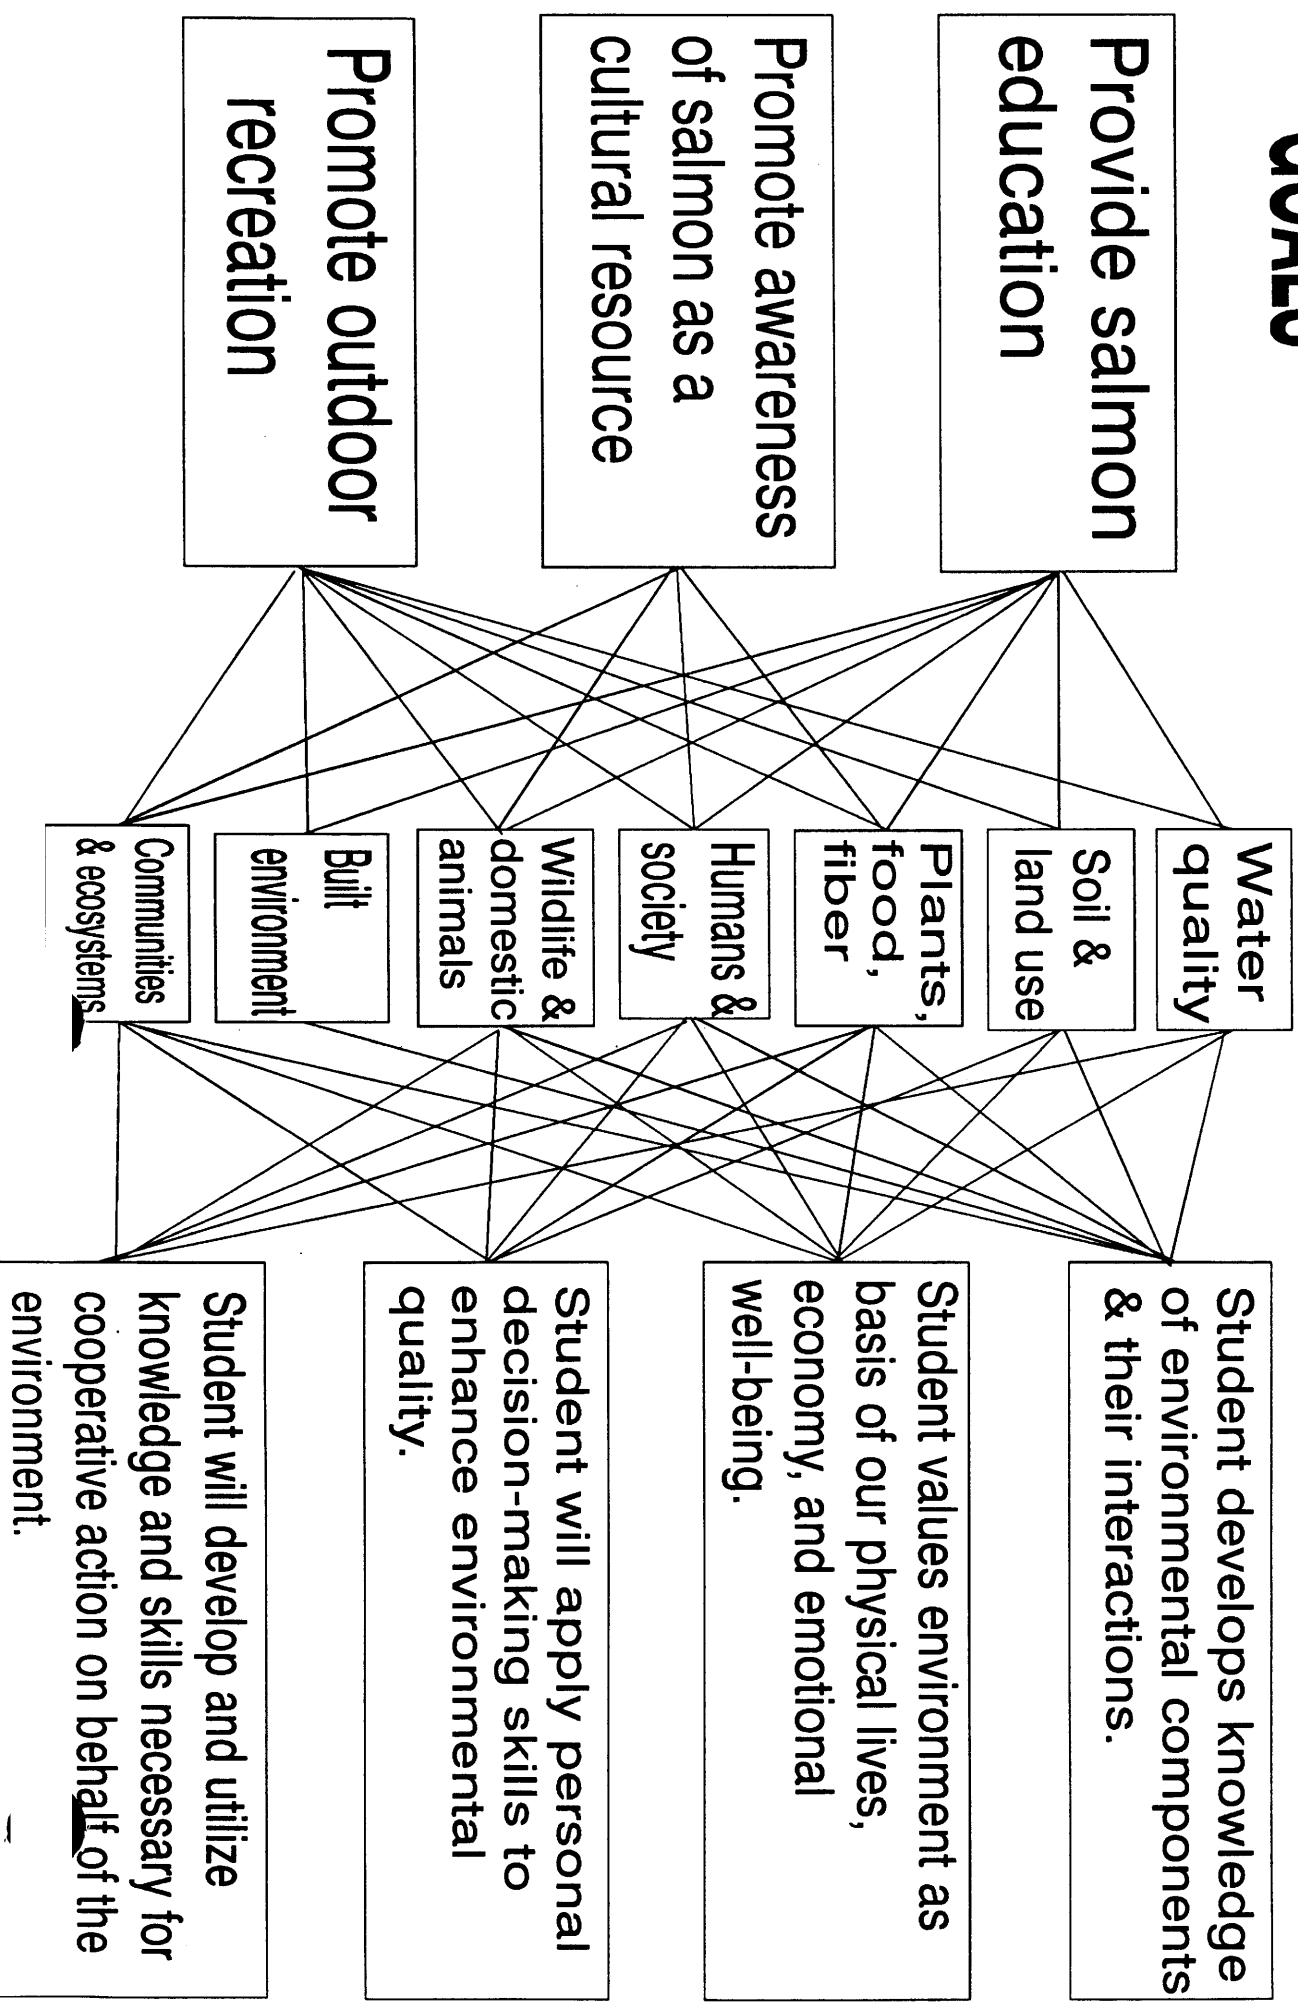 GOALS
Provide salmon
education
Promote awareness
of salmon as a
cultural resource
Promote outdoor
recreation
Water
quality
Soil &
land use
Plants,
food,
fiber
Humans &
society
Wildlife &
domestic
animals
Built
environment
Communities
& ecosystems
Student develops knowledge
of environmental components
& their interactions.
Student values environment as
basis of our physical lives,
economy, and emotional
well-being.
Student will apply personal
decision-making skills to
enhance environmental
quality.
Student will develop and utilize
knowledge and skills necessary for
cooperative action on behalf of the
environment.